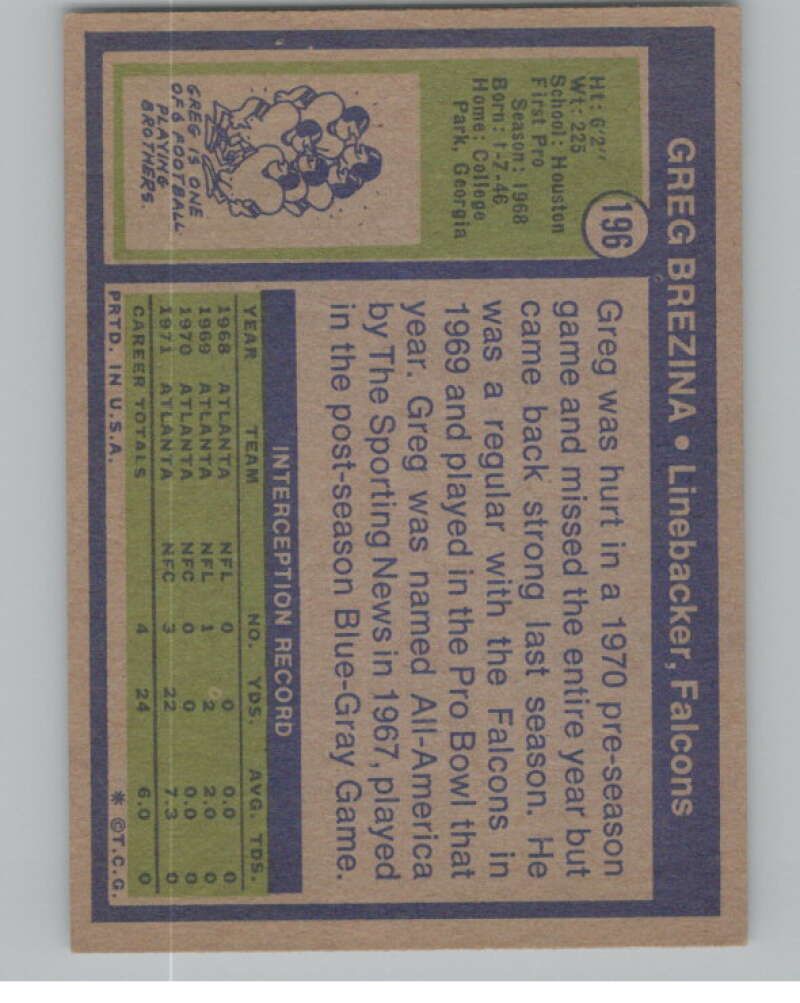 GREG BREZINA • Linebacker, Falcons
196
Ht: 6'2"
Wt: 225
School: Houston
First Pro
Season: 1968
Born: 1-7-46
Home: College
Park, Georgia
GREG IS ONE
OF 6 FOOTBALL
PLAYING
BROTHERS.
Greg was hurt in a 1970 pre-season
game and missed the entire year but
came back strong last season. He
was a regular with the Falcons in
1969 and played in the Pro Bowl that
year. Greg was named All-America
by The Sporting News in 1967, played
in the post-season Blue-Gray Game.
INTERCEPTION RECORD
YEAR TEAM NO. YDS. AVG. TDS.
1968 ATLANTA NFL 0 0 0.0 0
1969 ATLANTA NFL 1 2 2.0 0
1970 ATLANTA NFC 0 0 0.0 0
1971 ATLANTA NFC 3 22 7.3 0
CAREER TOTALS 4 24 6.0 0
PRTD. IN U.S.A. * ©T.C.G.